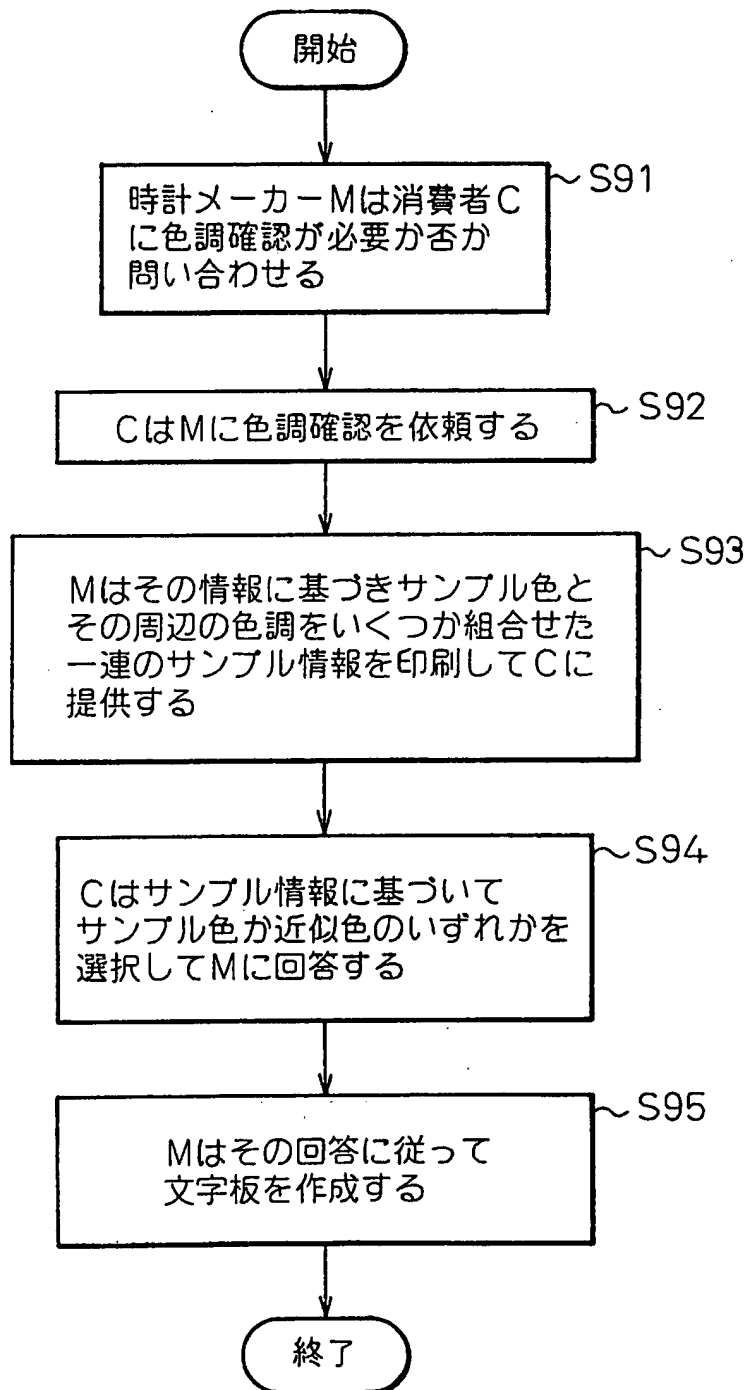 開始
S91
時計メーカーMは消費者C
に色調確認が必要か否か
問い合わせる
S92
CはMに色調確認を依頼する
S93
Mはその情報に基づきサンプル色と
その周辺の色調をいくつか組合せた
一連のサンプル情報を印刷してCに
提供する
S94
Cはサンプル情報に基づいて
サンプル色か近似色のいずれかを
選択してMに回答する
S95
Mはその回答に従って
文字板を作成する
終了